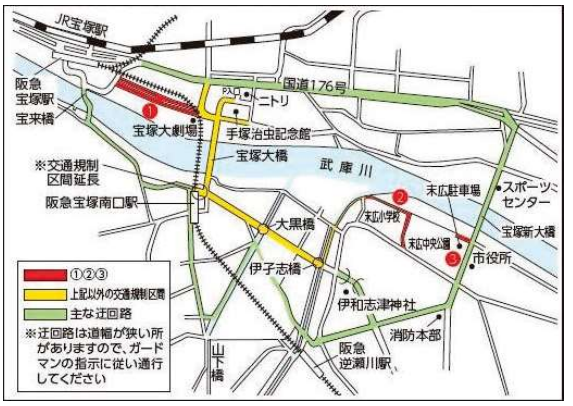 JR宝塚駅
阪急
宝塚駅
宝来橋
①
宝塚大劇場
ニトリ
手塚治虫記念館
国道176号
宝塚大橋
武庫川
※交通規制
区間延長
阪急宝塚南口駅
大黒橋
伊孑志橋
②
末広小学校
末広駐車場
末広中央公園
③
スポーツ
センター
宝塚新大橋
市役所
伊和志津神社
消防本部
阪急
逆瀬川駅
山下橋
①②③
上記以外の交通規制区間
主な迂回路
※迂回路は道幅が狭い所
がありますので、ガード
マンの指示に従い通行
してください